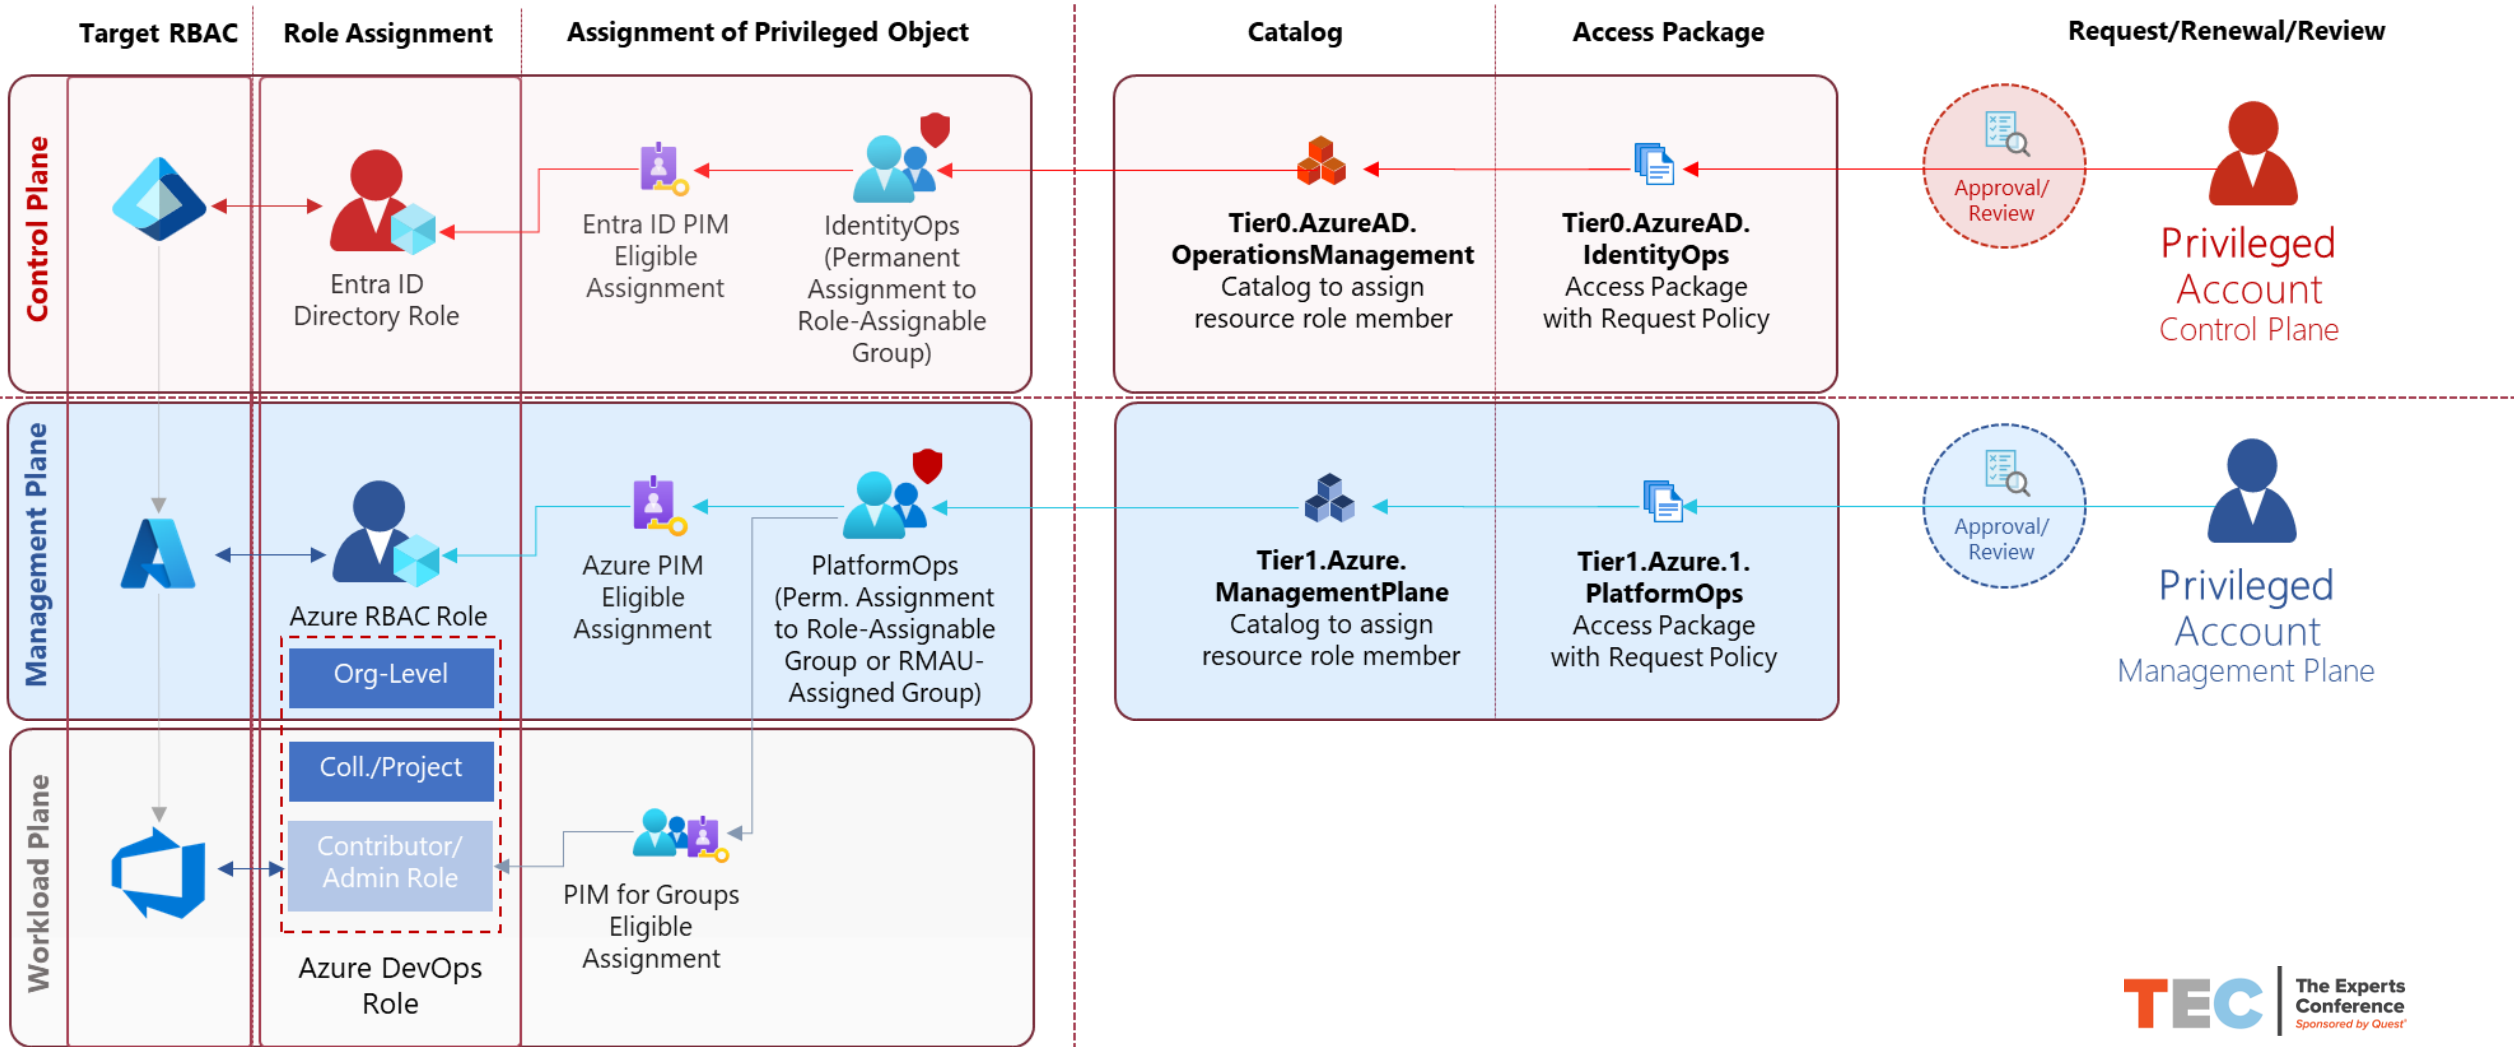 Target RBAC
Role Assignment
Assignment of Privileged Object
Catalog
Access Package
Request/Renewal/Review
Control Plane
Entra ID
Directory Role
Entra ID PIM
Eligible
Assignment
IdentityOps
(Permanent
Assignment to
Role-Assignable
Group)
Tier0.AzureAD.
OperationsManagement
Catalog to assign
resource role member
Tier0.AzureAD.
IdentityOps
Access Package
with Request Policy
Approval/
Review
Privileged
Account
Control Plane
Management Plane
Azure RBAC Role
Org-Level
Azure PIM
Eligible
Assignment
PlatformOps
(Perm. Assignment
to Role-Assignable
Group or RMAU-
Assigned Group)
Tier1.Azure.
ManagementPlane
Catalog to assign
resource role member
Tier1.Azure.1.
PlatformOps
Access Package
with Request Policy
Approval/
Review
Privileged
Account
Management Plane
Workload Plane
Coll./Project
Contributor/
Admin Role
Azure DevOps
Role
PIM for Groups
Eligible
Assignment
TEC
The Experts
Conference
Sponsored by Quest